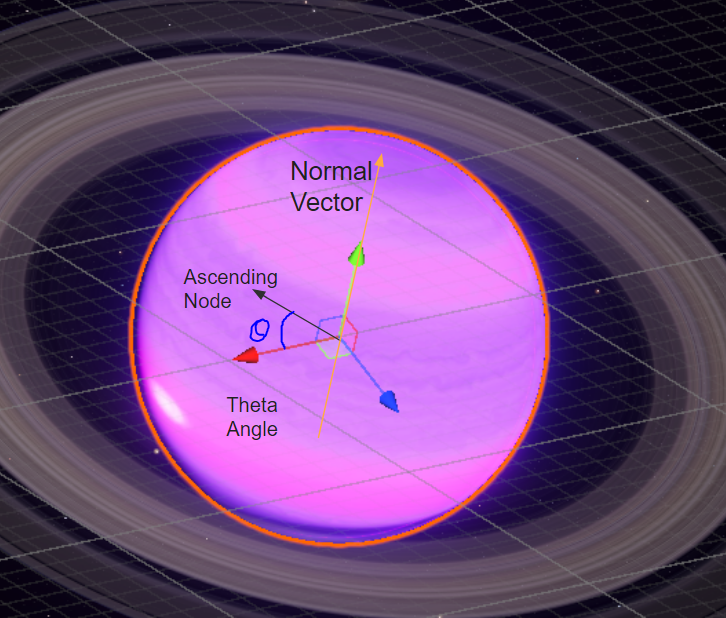 Normal
Vector
Ascending
Node
θ
Theta
Angle